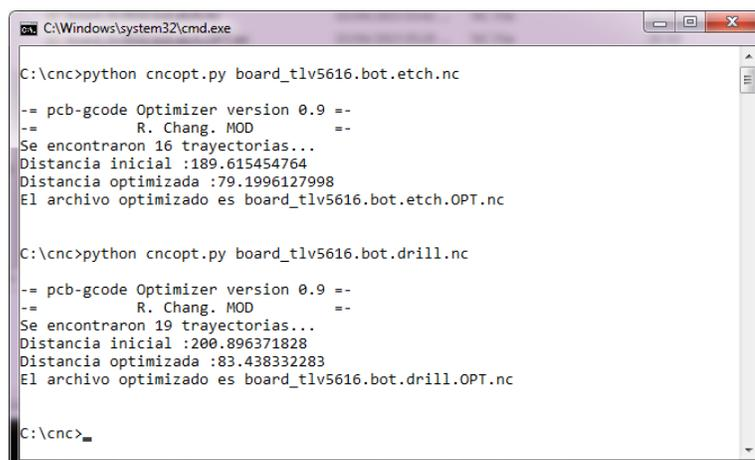 C:\Windows\system32\cmd.exe
C:\cnc>python cncopt.py board_tlv5616.bot.etch.nc
-= pcb-gcode Optimizer version 0.9 =-
-= R. Chang. MOD =-
Se encontraron 16 trayectorias...
Distancia inicial :189.615454764
Distancia optimizada :79.1996127998
El archivo optimizado es board_tlv5616.bot.etch.OPT.nc
C:\cnc>python cncopt.py board_tlv5616.bot.drill.nc
-= pcb-gcode Optimizer version 0.9 =-
-= R. Chang. MOD =-
Se encontraron 19 trayectorias...
Distancia inicial :200.896371828
Distancia optimizada :83.438332283
El archivo optimizado es board_tlv5616.bot.drill.OPT.nc
C:\cnc>_